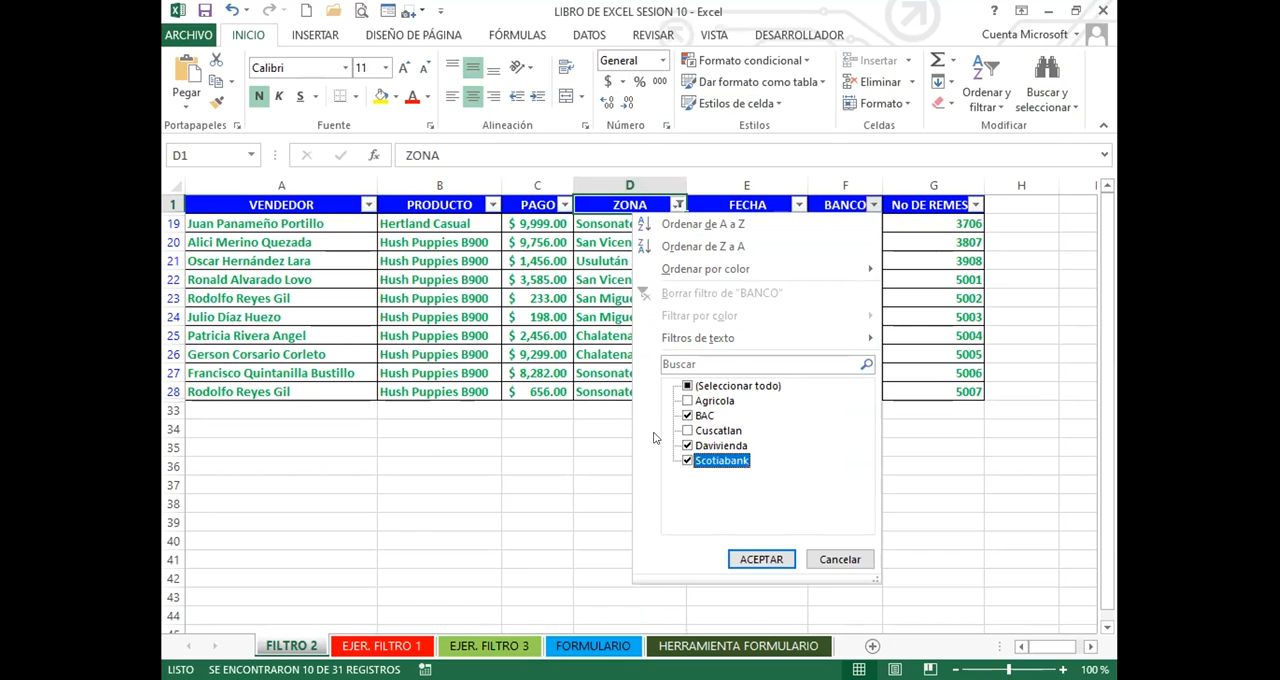 LIBRO DE EXCEL SESION 10 - Excel
ARCHIVO INICIO INSERTAR DISEÑO DE PÁGINA FÓRMULAS DATOS REVISAR VISTA DESARROLLADOR Cuenta Microsoft
Pegar
Calibri 11
N K S
General
$ % 000
Formato condicional
Dar formato como tabla
Estilos de celda
Insertar
Eliminar
Formato
Ordenar y filtrar
Buscar y seleccionar
Portapapeles Fuente Alineación Número Estilos Celdas Modificar
D1 fx ZONA
A B C D E F G H I
1 VENDEDOR PRODUCTO PAGO ZONA FECHA BANCO No DE REMES
19 Juan Panameño Portillo Hertland Casual $ 9,999.00 Sonsonate 3706
20 Alici Merino Quezada Hush Puppies B900 $ 9,756.00 San Vicen 3807
21 Oscar Hernández Lara Hush Puppies B900 $ 1,456.00 Usulután 3908
22 Ronald Alvarado Lovo Hush Puppies B900 $ 3,585.00 San Vicen 5001
23 Rodolfo Reyes Gil Hush Puppies B900 $ 233.00 San Migue 5002
24 Julio Díaz Huezo Hush Puppies B900 $ 198.00 San Migue 5003
25 Patricia Rivera Angel Hush Puppies B900 $ 2,456.00 Chalatena 5004
26 Gerson Corsario Corleto Hush Puppies B900 $ 9,299.00 Chalatena 5005
27 Francisco Quintanilla Bustillo Hush Puppies B900 $ 8,282.00 Sonsonate 5006
28 Rodolfo Reyes Gil Hush Puppies B900 $ 656.00 Sonsonate 5007
33
34
35
36
37
38
39
40
41
42
43
44
Ordenar de A a Z
Ordenar de Z a A
Ordenar por color
Borrar filtro de "BANCO"
Filtrar por color
Filtros de texto
Buscar
(Seleccionar todo)
Agricola
BAC
Cuscatlan
Davivienda
Scotiabank
ACEPTAR Cancelar
FILTRO 2 EJER. FILTRO 1 EJER. FILTRO 3 FORMULARIO HERRAMIENTA FORMULARIO
LISTO SE ENCONTRARON 10 DE 31 REGISTROS 100 %